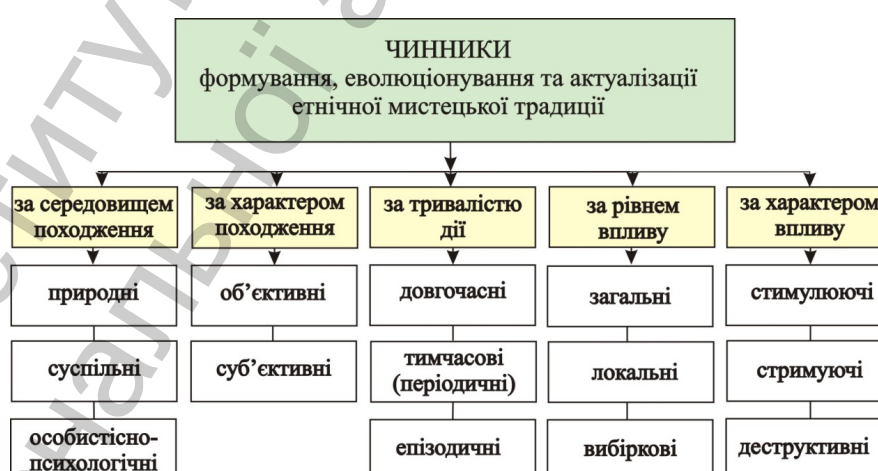 ЧИННИКИ
формування, еволюціонування та актуалізації
етнічної мистецької традиції
за середовищем
походження
за характером
походження
за тривалістю
дії
за рівнем
впливу
за характером
впливу
природні
об’єктивні
довгочасні
загальні
стимулюючі
суспільні
суб’єктивні
тимчасові
(періодичні)
локальні
стримуючі
особистісно-
психологічні
епізодичні
вибіркові
деструктивні